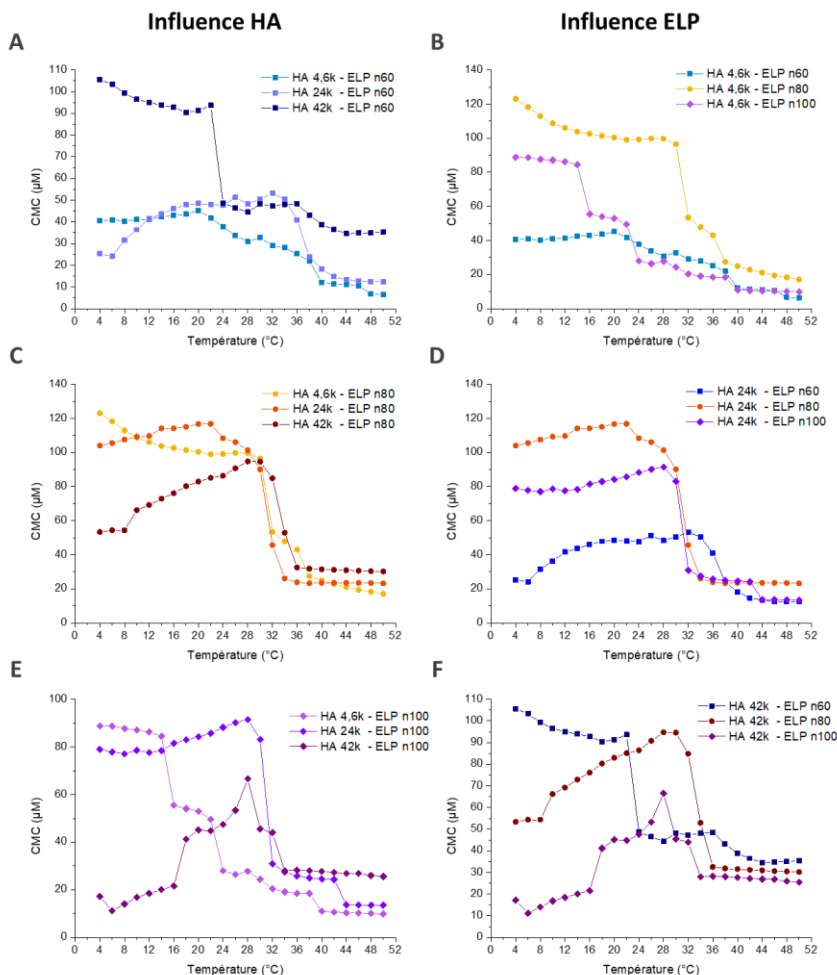 Influence HA
Influence ELP
A
HA 4,6k - ELP n60
HA 24k - ELP n60
HA 42k - ELP n60
CMC (µM)
110
100
90
80
70
60
50
40
30
20
10
0
0 4 8 12 16 20 24 28 32 36 40 44 48 52
Température (°C)
B
HA 4,6k - ELP n60
HA 4,6k - ELP n80
HA 4,6k - ELP n100
CMC (µM)
140
120
100
80
60
40
20
0
0 4 8 12 16 20 24 28 32 36 40 44 48 52
Température (°C)
C
HA 4,6k - ELP n80
HA 24k - ELP n80
HA 42k - ELP n80
CMC (µM)
140
120
100
80
60
40
20
0
0 4 8 12 16 20 24 28 32 36 40 44 48 52
Température (°C)
D
HA 24k - ELP n60
HA 24k - ELP n80
HA 24k - ELP n100
CMC (µM)
140
120
100
80
60
40
20
0
0 4 8 12 16 20 24 28 32 36 40 44 48 52
Température (°C)
E
HA 4,6k - ELP n100
HA 24k - ELP n100
HA 42k - ELP n100
CMC (µM)
100
80
60
40
20
0
0 4 8 12 16 20 24 28 32 36 40 44 48 52
Température (°C)
F
HA 42k - ELP n60
HA 42k - ELP n80
HA 42k - ELP n100
CMC (µM)
110
100
90
80
70
60
50
40
30
20
10
0
0 4 8 12 16 20 24 28 32 36 40 44 48 52
Température (°C)